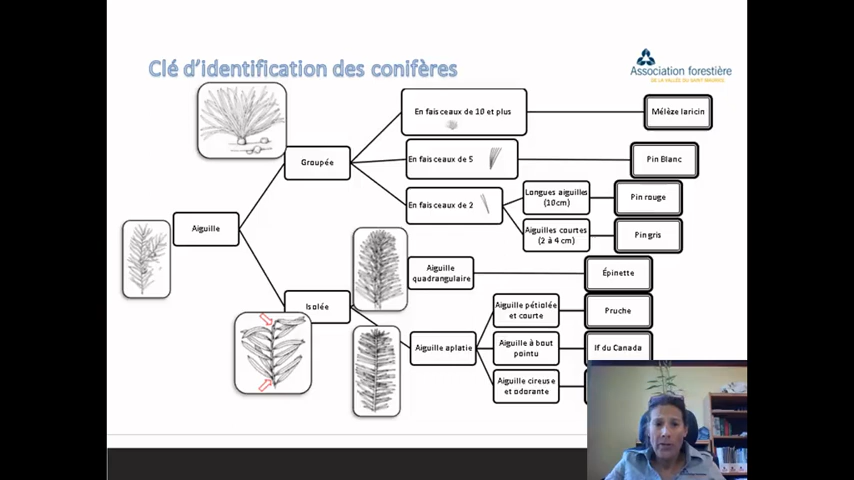 Clé d'identification des conifères
Association forestière
DE LA VALLÉE DU SAINT-MAURICE
En faisceaux de 10 et plus
Mélèze laricin
En faisceaux de 5
Pin Blanc
Groupée
En faisceaux de 2
Longues aiguilles
(10cm)
Pin rouge
Aiguilles courtes
(2 à 4 cm)
Pin gris
Aiguille
Aiguille
quadrangulaire
Épinette
Isolée
Aiguille pétiolée
et courte
Pruche
Aiguille aplatie
Aiguille à bout
pointu
If du Canada
Aiguille cireuse
et odorante